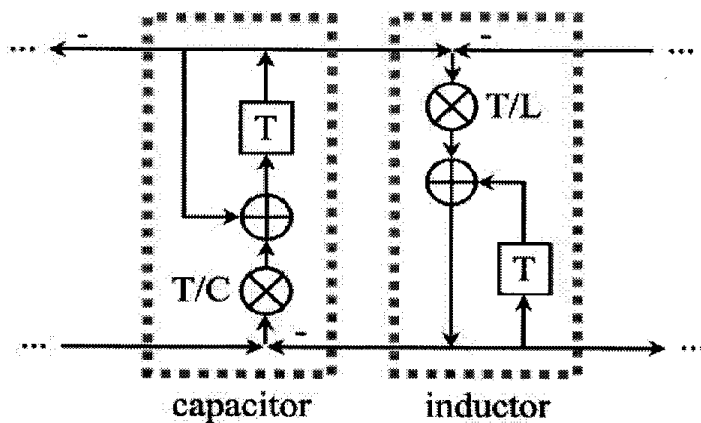 ... - - ...
T T/L
T/C T
... - ...
capacitor inductor